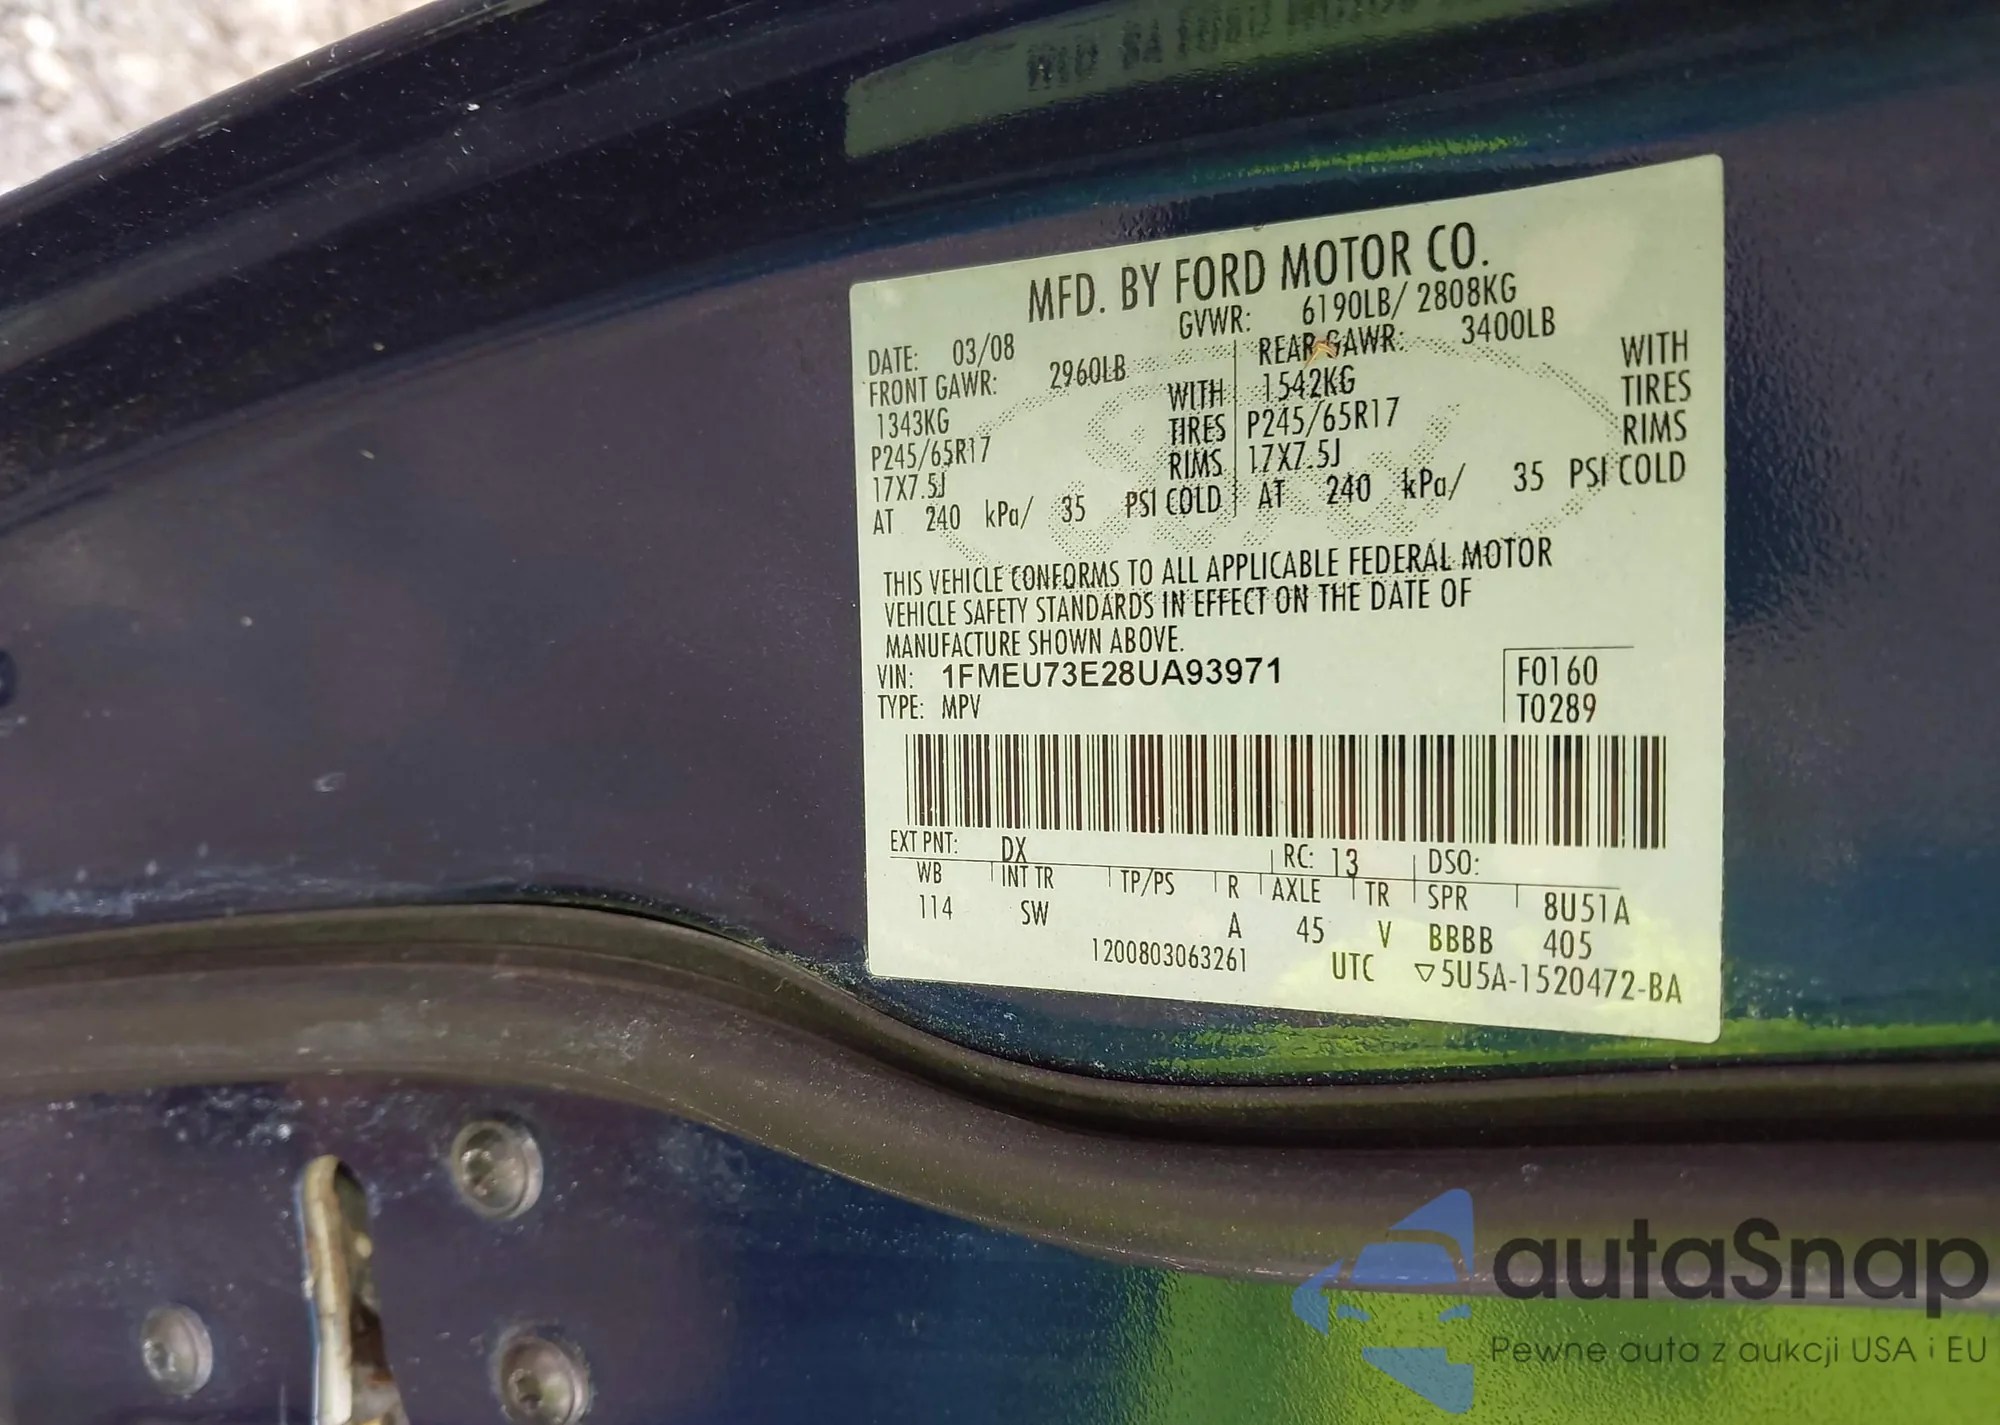 MFD. BY FORD MOTOR CO.
DATE: 03/08 GVWR: 6190LB/ 2808KG
FRONT GAWR: 2960LB REAR GAWR: 3400LB
1343KG WITH 1542KG WITH
P245/65R17 TIRES P245/65R17 TIRES
17X7.5J RIMS 17X7.5J RIMS
AT 240 kPa/ 35 PSI COLD AT 240 kPa/ 35 PSI COLD
THIS VEHICLE CONFORMS TO ALL APPLICABLE FEDERAL MOTOR
VEHICLE SAFETY STANDARDS IN EFFECT ON THE DATE OF
MANUFACTURE SHOWN ABOVE.
VIN: 1FMEU73E28UA93971 F0160
TYPE: MPV T0289
EXT PNT: DX RC: 13 DSO:
WB INT TR TP/PS R AXLE TR SPR 8U51A
114 SW A 45 V BBBB 405
1200803063261 UTC ▽5U5A-1520472-BA
autaSnap
Pewne auta z aukcji USA i EU